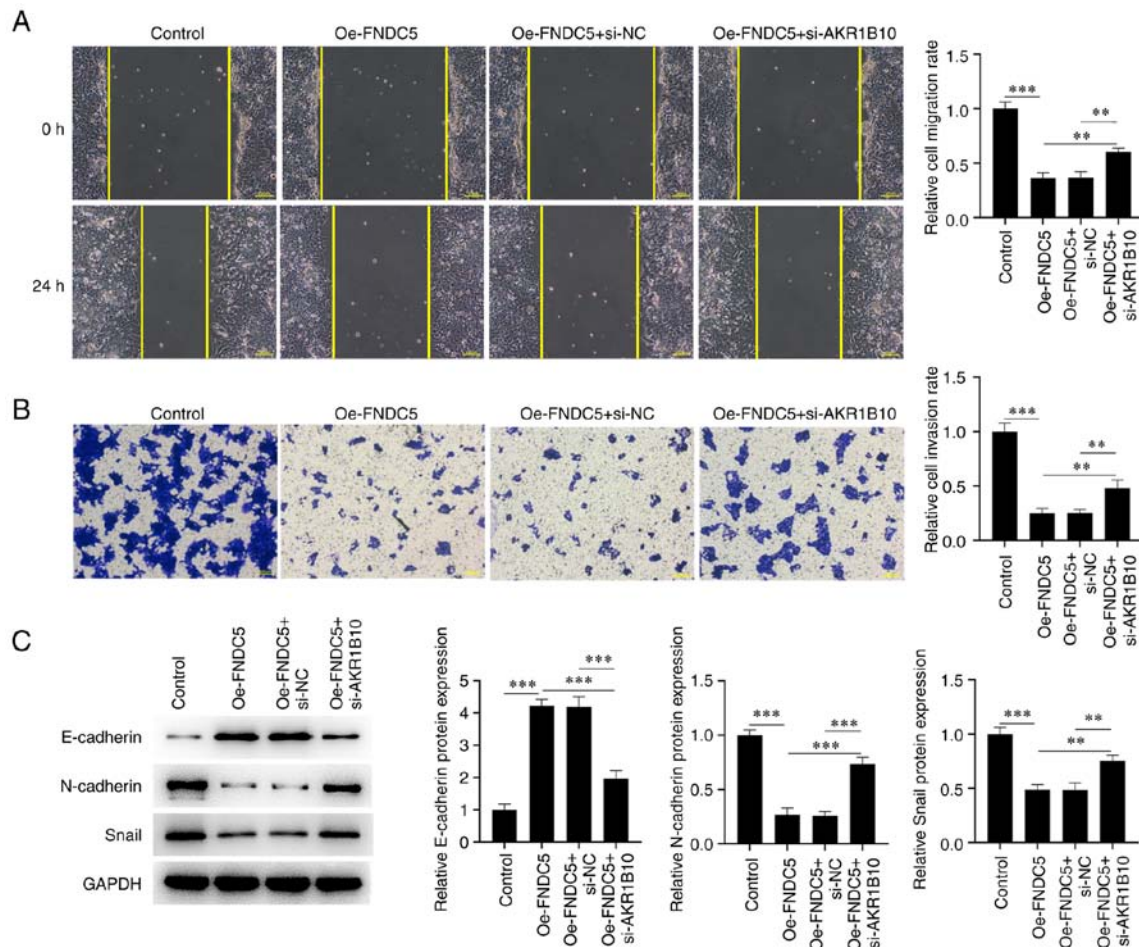 A
Control
Oe-FNDC5
Oe-FNDC5+si-NC
Oe-FNDC5+si-AKR1B10
0 h
24 h
Relative cell migration rate
1.0
0.5
0.0
***
**
**
Control
Oe-FNDC5
Oe-FNDC5+
si-NC
Oe-FNDC5+
si-AKR1B10
B
Control
Oe-FNDC5
Oe-FNDC5+si-NC
Oe-FNDC5+si-AKR1B10
Relative cell invasion rate
1.5
1.0
0.5
0.0
***
**
**
Control
Oe-FNDC5
Oe-FNDC5+
si-NC
Oe-FNDC5+
si-AKR1B10
C
Control
Oe-FNDC5
Oe-FNDC5+
si-NC
Oe-FNDC5+
si-AKR1B10
E-cadherin
N-cadherin
Snail
GAPDH
Relative E-cadherin protein expression
5
4
3
2
1
0
***
***
***
Control
Oe-FNDC5
Oe-FNDC5+
si-NC
Oe-FNDC5+
si-AKR1B10
Relative N-cadherin protein expression
1.5
1.0
0.5
0.0
***
***
***
Control
Oe-FNDC5
Oe-FNDC5+
si-NC
Oe-FNDC5+
si-AKR1B10
Relative Snail protein expression
1.5
1.0
0.5
0.0
***
**
**
Control
Oe-FNDC5
Oe-FNDC5+
si-NC
Oe-FNDC5+
si-AKR1B10